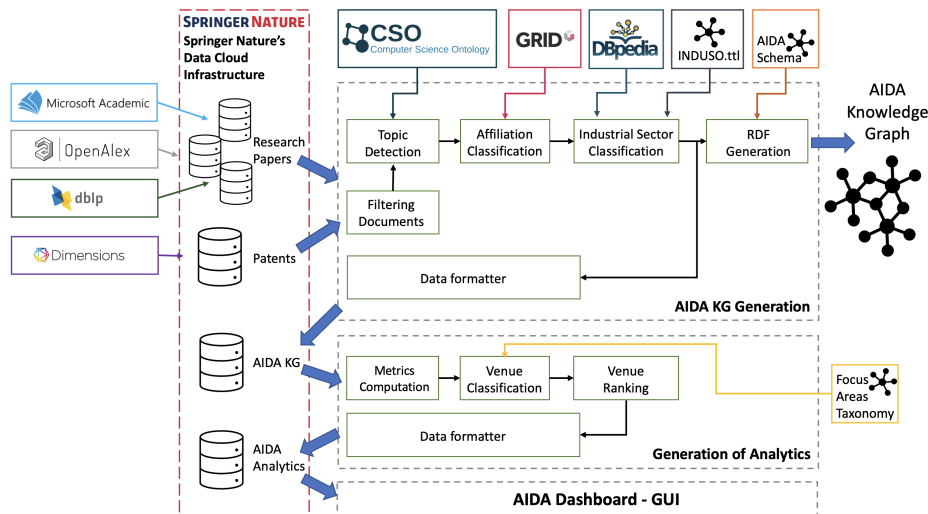 SPRINGER NATURE
Springer Nature's
Data Cloud
Infrastructure
CSO
Computer Science Ontology
GRID
DBpedia
INDUSO.ttl
AIDA
Schema
Microsoft Academic
OpenAlex
dblp
Dimensions
Research
Papers
Patents
AIDA KG
AIDA
Analytics
Topic
Detection
Affiliation
Classification
Industrial Sector
Classification
RDF
Generation
Filtering
Documents
Data formatter
AIDA KG Generation
AIDA
Knowledge
Graph
Metrics
Computation
Venue
Classification
Venue
Ranking
Data formatter
Generation of Analytics
Focus
Areas
Taxonomy
AIDA Dashboard - GUI